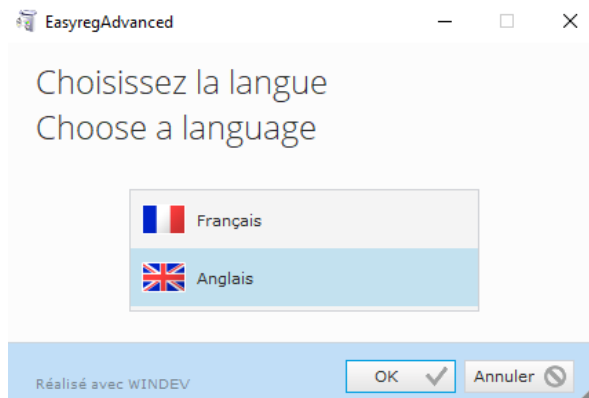 EasyregAdvanced
Choisissez la langue
Choose a language
Français
Anglais
Réalisé avec WINDEV
OK
Annuler